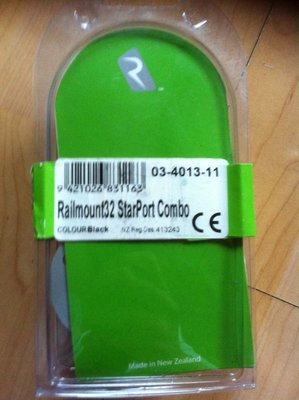 R
03-4013-11
9 421026 831163
Railmount32 StarPort Combo
COLOUR:Black NZ Reg.Des.413243
CE
Made in New Zealand